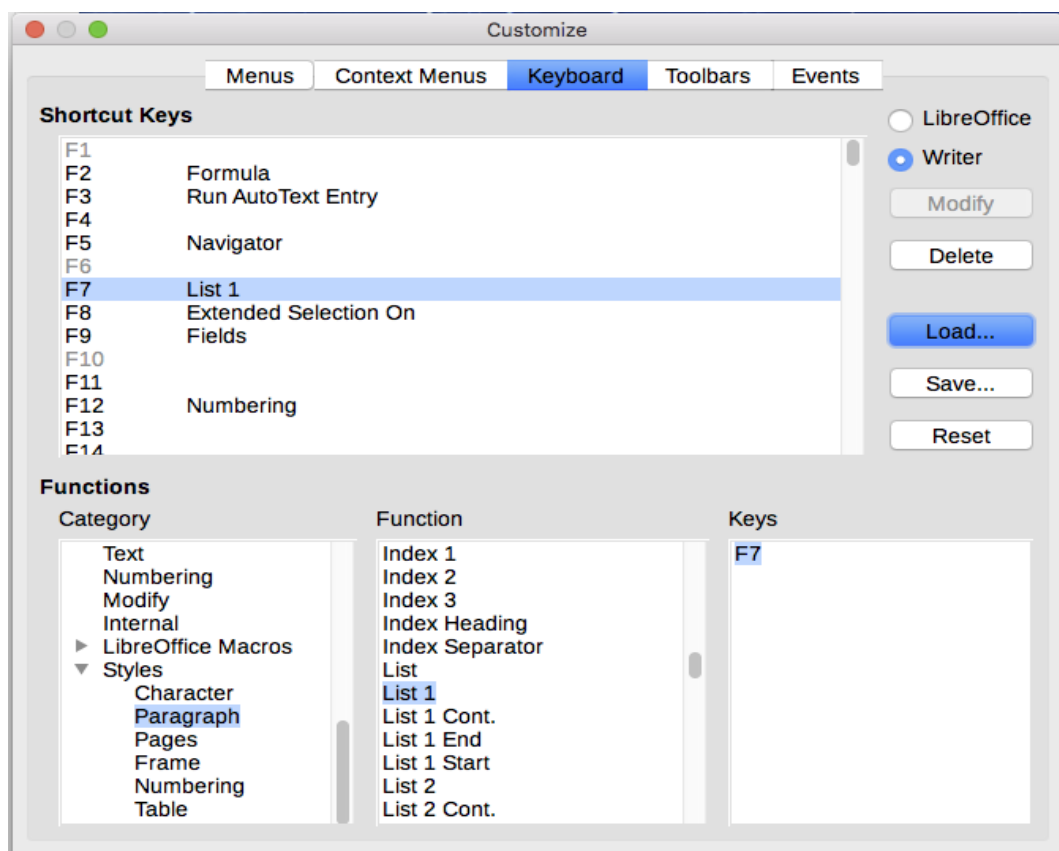 Customize
Menus Context Menus Keyboard Toolbars Events
Shortcut Keys
LibreOffice
Writer
Modify
Delete
Load...
Save...
Reset
F1
F2 Formula
F3 Run AutoText Entry
F4
F5 Navigator
F6
F7 List 1
F8 Extended Selection On
F9 Fields
F10
F11
F12 Numbering
F13
F14
Functions
Category
Text
Numbering
Modify
Internal
LibreOffice Macros
Styles
Character
Paragraph
Pages
Frame
Numbering
Table
Function
Index 1
Index 2
Index 3
Index Heading
Index Separator
List
List 1
List 1 Cont.
List 1 End
List 1 Start
List 2
List 2 Cont.
Keys
F7